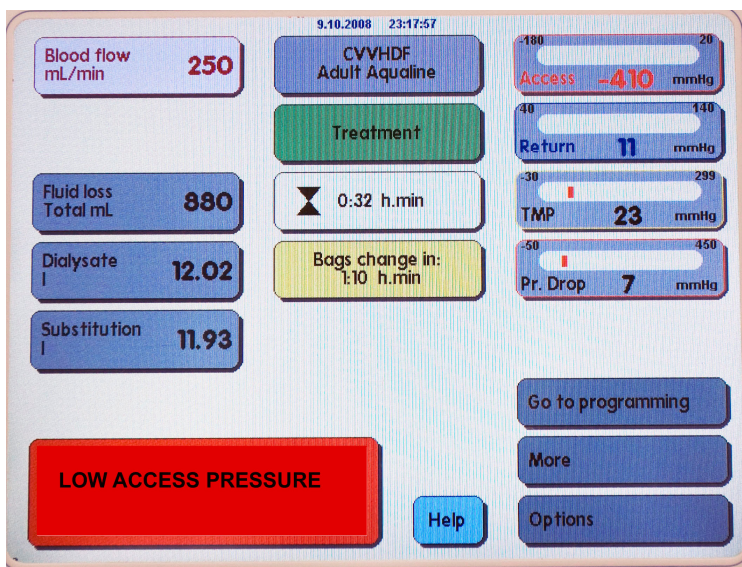 9.10.2008 23:17:57
Blood flow
mL/min 250
CVVHDF
Adult Aqualine
-180 20
Access -410 mmHg
Treatment
40 140
Return 11 mmHg
Fluid loss
Total mL 880
0:32 h.min
-30 299
TMP 23 mmHg
Dialysate
l 12.02
Bags change in:
1:10 h.min
-50 450
Pr. Drop 7 mmHg
Substitution
l 11.93
Go to programming
LOW ACCESS PRESSURE
More
Help
Options